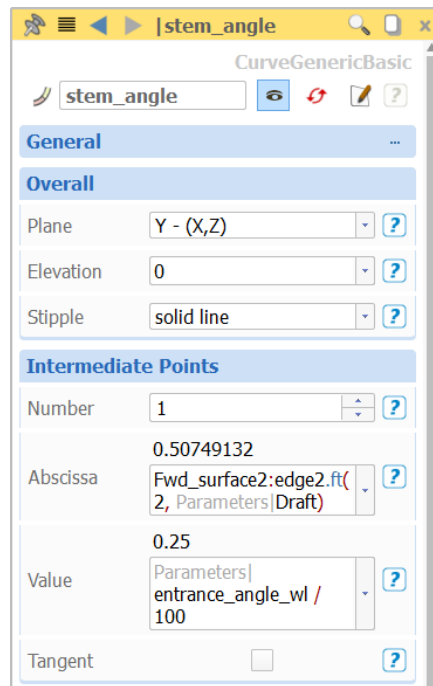 |stem_angle
CurveGenericBasic
stem_angle
?
General ...
Overall
Plane Y - (X,Z) ?
Elevation 0 ?
Stipple solid line ?
Intermediate Points
Number 1 ?
0.50749132
Abscissa Fwd_surface2:edge2.ft( ?
2, Parameters|Draft)
0.25
Value Parameters| ?
entrance_angle_wl /
100
Tangent ?